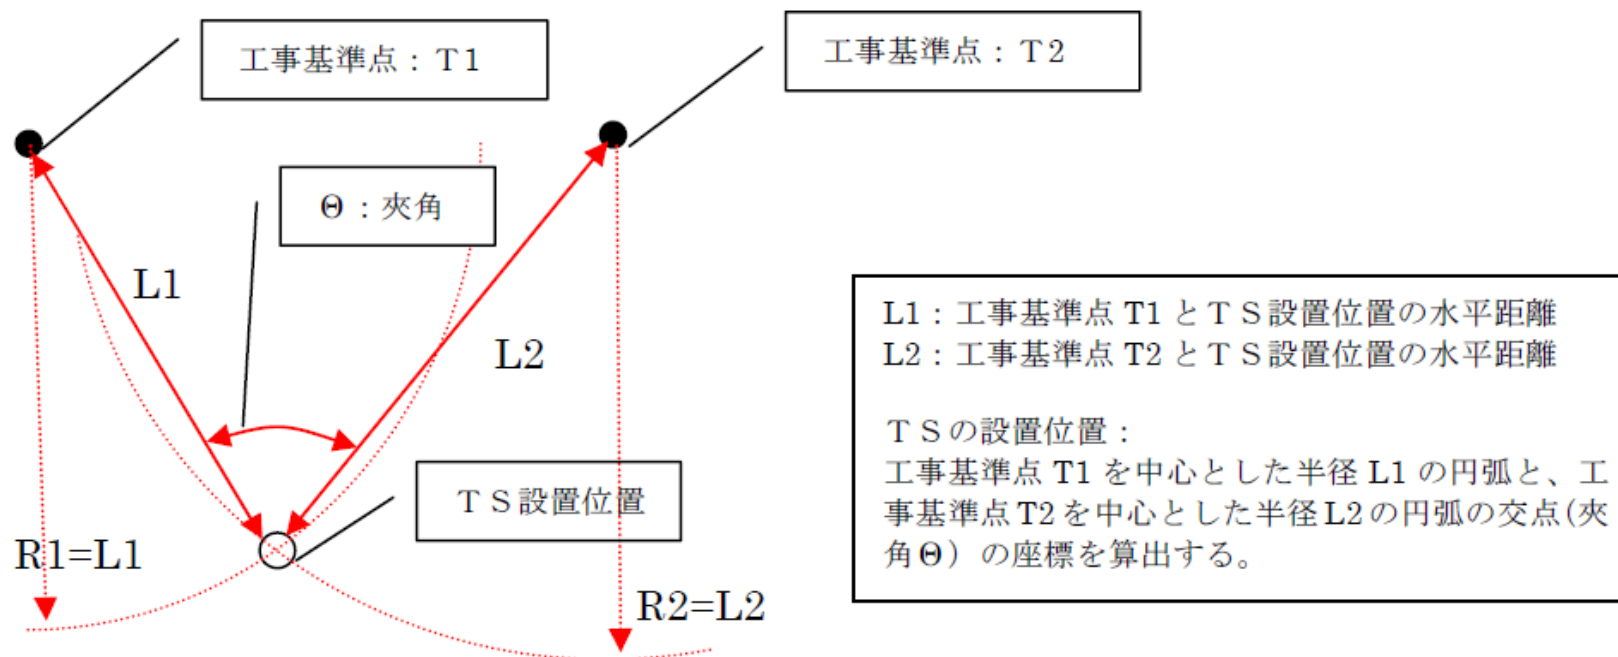 工事基準点：Ｔ1
工事基準点：Ｔ2
Θ：夾角
L1
L2
ＴＳ設置位置
R1=L1
R2=L2
L1：工事基準点 T1 とＴＳ設置位置の水平距離
L2：工事基準点 T2 とＴＳ設置位置の水平距離
ＴＳの設置位置：
工事基準点 T1 を中心とした半径 L1 の円弧と、工
事基準点 T2 を中心とした半径 L2 の円弧の交点(夾
角Θ）の座標を算出する。